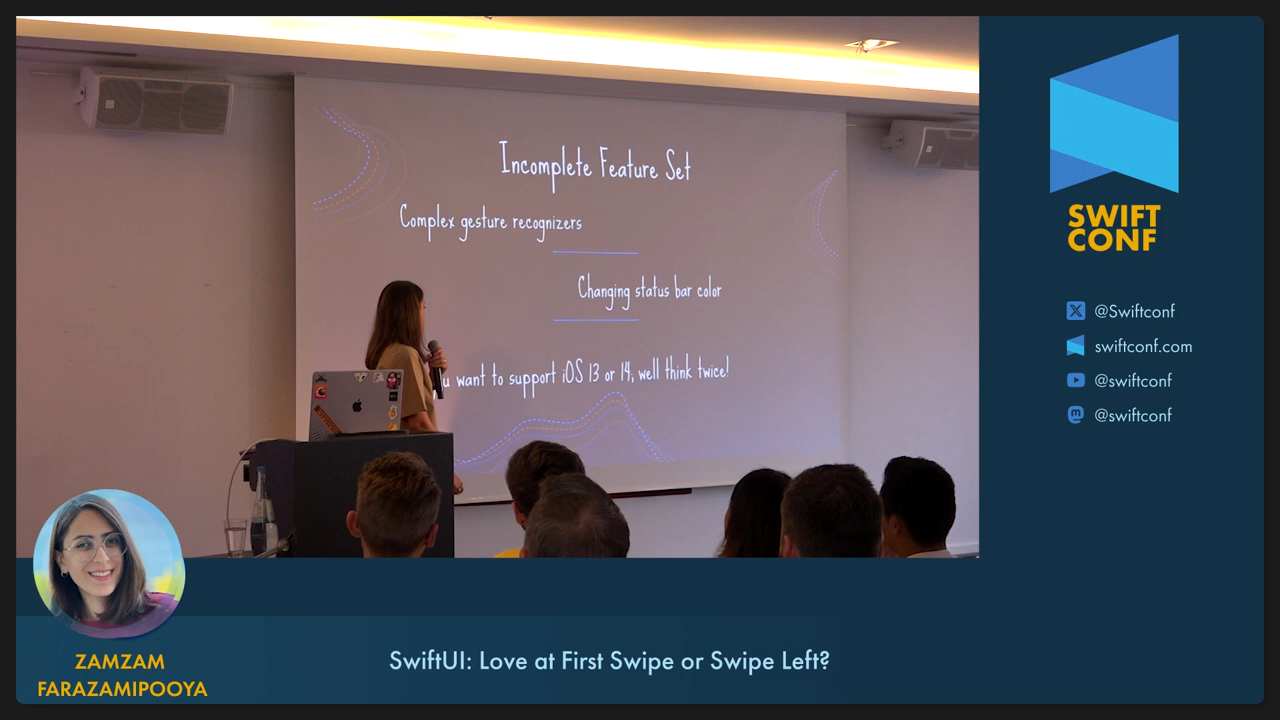 Incomplete Feature Set
Complex gesture recognizers
Changing status bar color
want to support iOS 13 or 14; well think twice!
SWIFT
CONF
@Swiftconf
swiftconf.com
@swiftconf
@swiftconf
ZAMZAM
FARAZAMIPOOYA
SwiftUI: Love at First Swipe or Swipe Left?